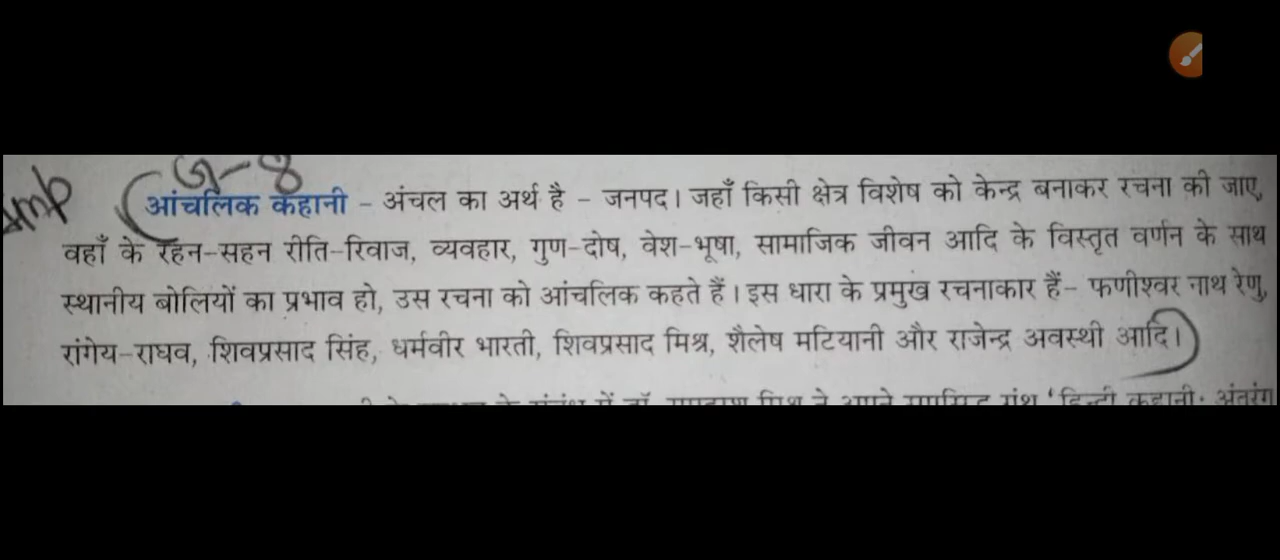 Imp
आंचलिक कहानी – अंचल का अर्थ है – जनपद। जहाँ किसी क्षेत्र विशेष को केन्द्र बनाकर रचना की जाए,
वहाँ के रहन-सहन रीति-रिवाज, व्यवहार, गुण-दोष, वेश-भूषा, सामाजिक जीवन आदि के विस्तृत वर्णन के साथ
स्थानीय बोलियों का प्रभाव हो, उस रचना को आंचलिक कहते हैं। इस धारा के प्रमुख रचनाकार हैं– फणीश्वर नाथ रेणु,
रांगेय-राघव, शिवप्रसाद सिंह, धर्मवीर भारती, शिवप्रसाद मिश्र, शैलेष मटियानी और राजेन्द्र अवस्थी आदि।